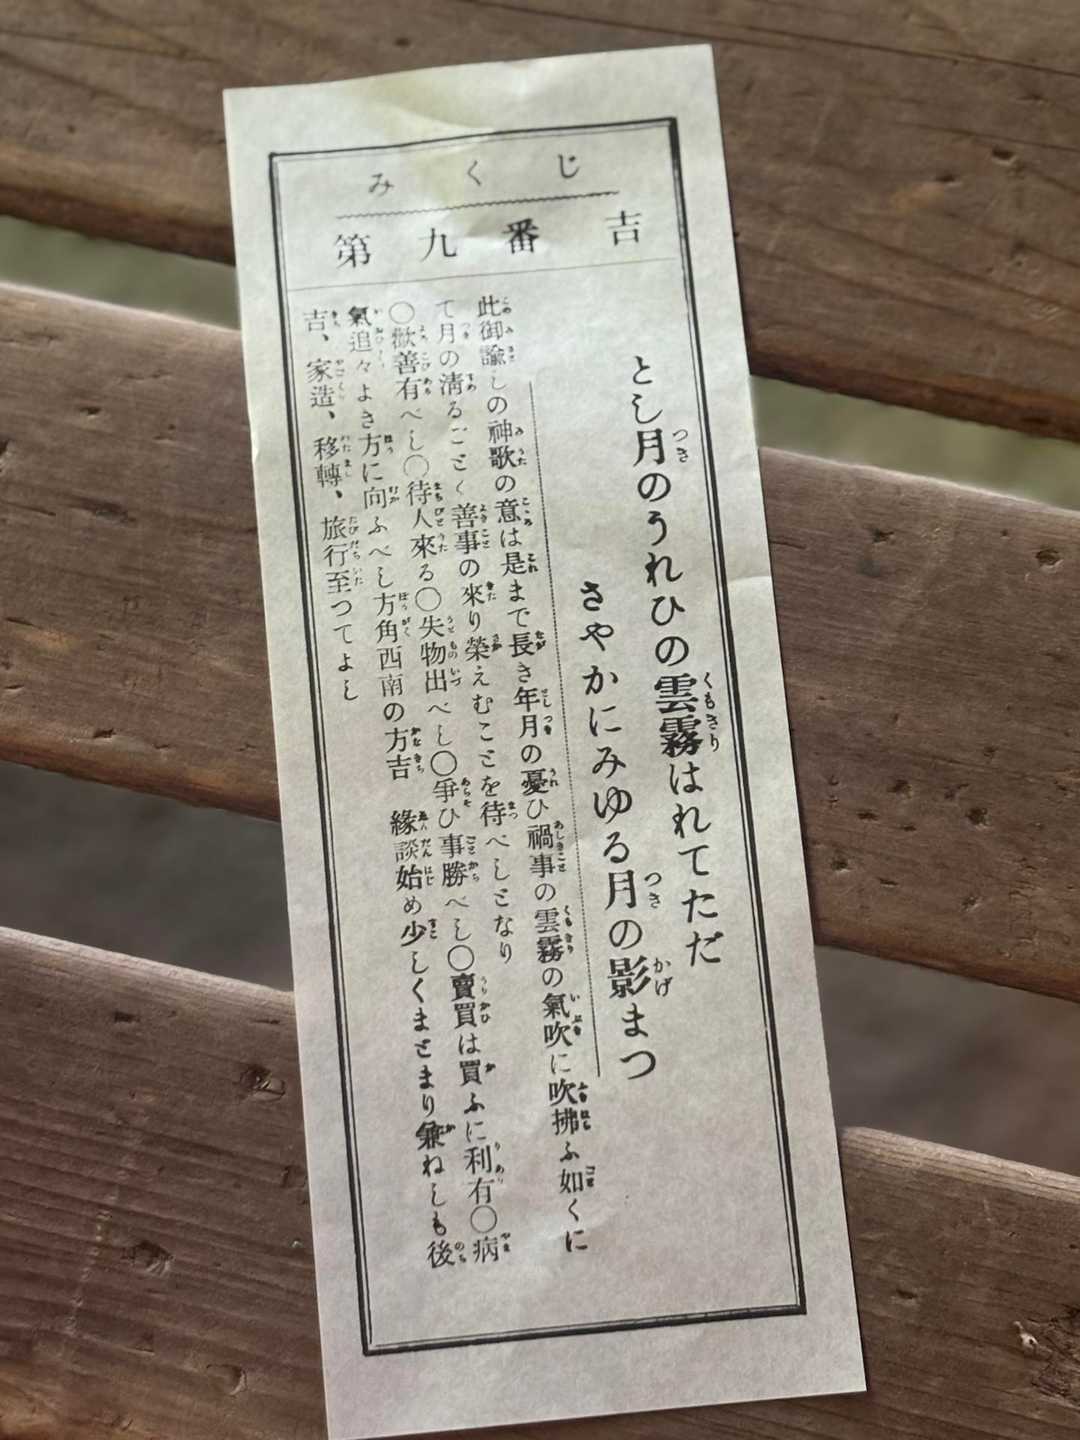 みくじ
第九番 吉
とし月のうれひの雲霧はれてただ
さやかにみゆる月の影まつ
此御諭しの神歌の意は是まで長き年月の憂ひ禍事の雲霧の氣吹に吹拂ふ如くに
て月の淸るごとく善事の來り榮えむことを待べしとなり
〇歡善有べし〇待人來る〇失物出べし〇爭ひ事勝べし〇賣買は買ふに利有〇病
氣追々よき方に向ふべし方角西南の方吉 緣談始め少しくまとまり兼ねしも後
吉、家造、移轉、旅行至つてよし